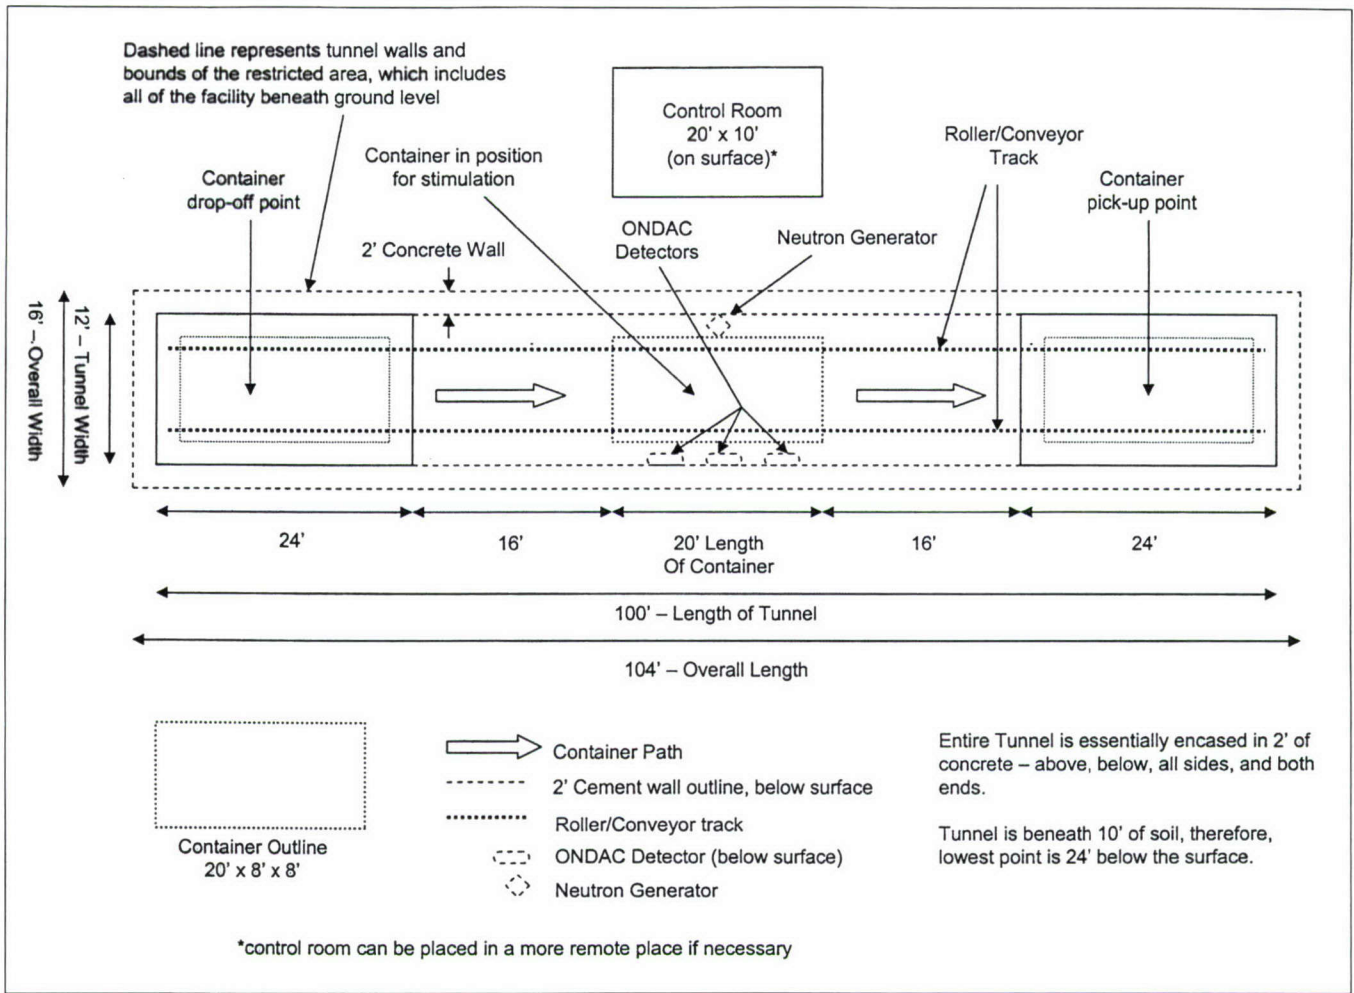 Dashed line represents tunnel walls and
bounds of the restricted area, which includes
all of the facility beneath ground level
Control Room
20' x 10'
(on surface)*
Roller/Conveyor
Track
Container in position
for stimulation
Container
drop-off point
Container
pick-up point
ONDAC
Detectors
Neutron Generator
2' Concrete Wall
16' – Overall Width
12' – Tunnel Width
24'
16'
20' Length
Of Container
16'
24'
100' – Length of Tunnel
104' – Overall Length
Container Outline
20' x 8' x 8'
Container Path
2' Cement wall outline, below surface
Roller/Conveyor track
ONDAC Detector (below surface)
Neutron Generator
Entire Tunnel is essentially encased in 2' of
concrete – above, below, all sides, and both
ends.
Tunnel is beneath 10' of soil, therefore,
lowest point is 24' below the surface.
*control room can be placed in a more remote place if necessary